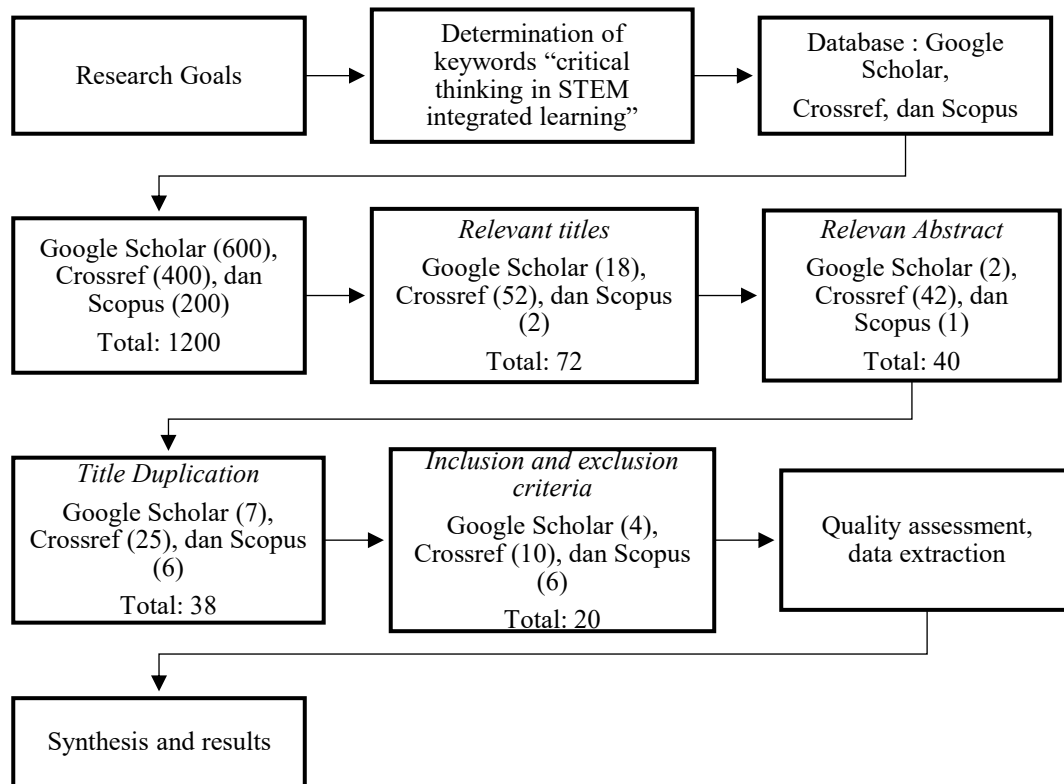 Research Goals
Determination of
keywords “critical
thinking in STEM
integrated learning”
Database : Google
Scholar,
Crossref, dan Scopus
Google Scholar (600),
Crossref (400), dan
Scopus (200)
Total: 1200
Relevant titles
Google Scholar (18),
Crossref (52), dan Scopus
(2)
Total: 72
Relevan Abstract
Google Scholar (2),
Crossref (42), dan
Scopus (1)
Total: 40
Title Duplication
Google Scholar (7),
Crossref (25), dan Scopus
(6)
Total: 38
Inclusion and exclusion
criteria
Google Scholar (4),
Crossref (10), dan Scopus
(6)
Total: 20
Quality assessment,
data extraction
Synthesis and results